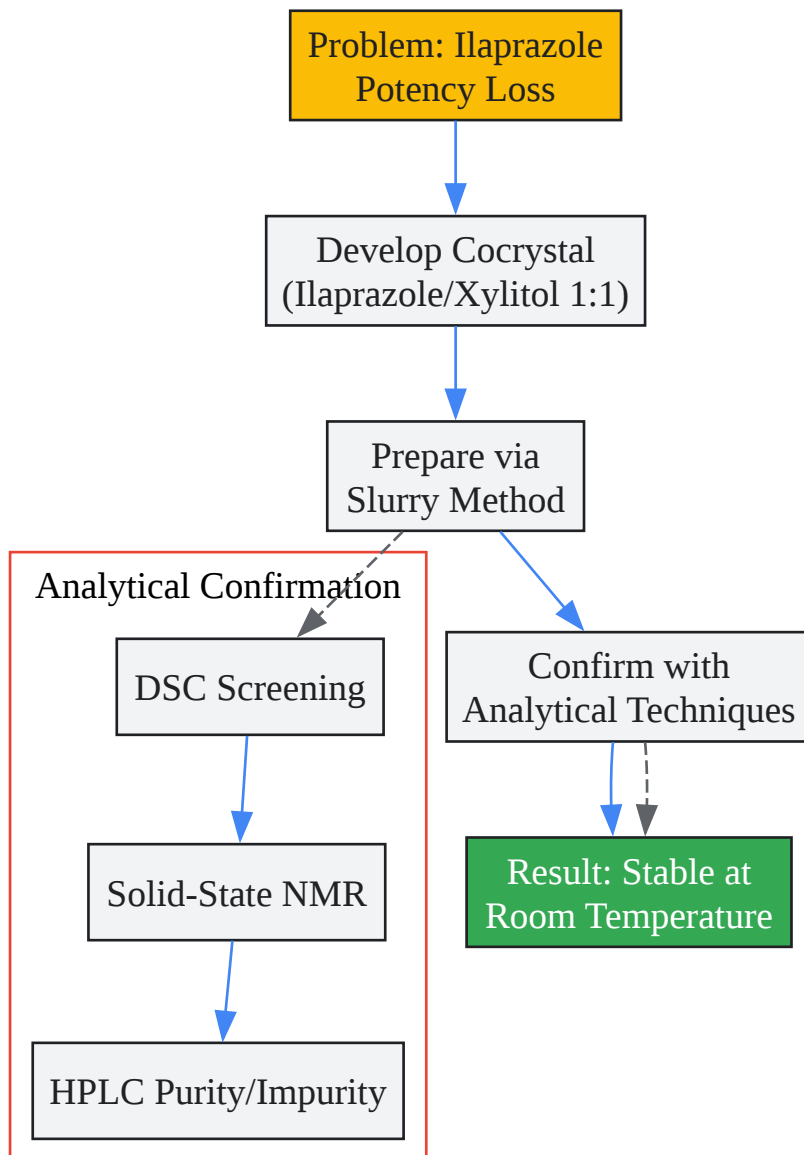 Problem: Ilaprazole
Potency Loss
Develop Cocrystal
(Ilaprazole/Xylitol 1:1)
Prepare via
Slurry Method
Analytical Confirmation
DSC Screening
Confirm with
Analytical Techniques
Solid-State NMR
Result: Stable at
Room Temperature
HPLC Purity/Impurity